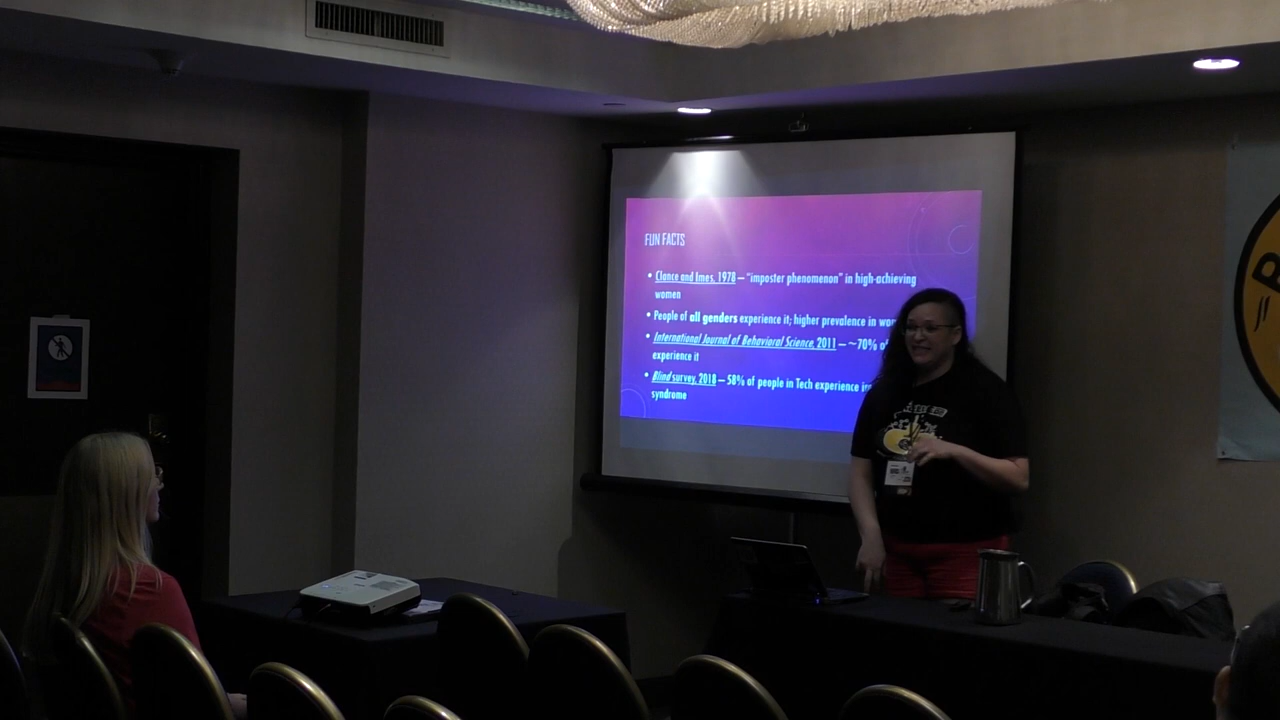 FUN FACTS
• Clance and Imes, 1978 – "imposter phenomenon" in high-achieving
women
• People of all genders experience it; higher prevalence in
• International Journal of Behavioral Science, 2011 – ~70%
experience it
• Blind survey, 2018 – 58% of people in Tech experience
syndrome